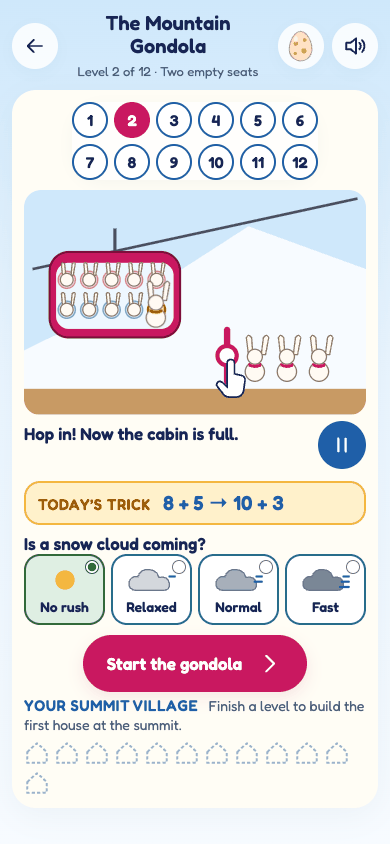 The Mountain
Gondola
Level 2 of 12 · Two empty seats
1 2 3 4 5 6
7 8 9 10 11 12
Hop in! Now the cabin is full.
TODAY'S TRICK 8 + 5 → 10 + 3
Is a snow cloud coming?
No rush Relaxed Normal Fast
Start the gondola
YOUR SUMMIT VILLAGE Finish a level to build the
first house at the summit.